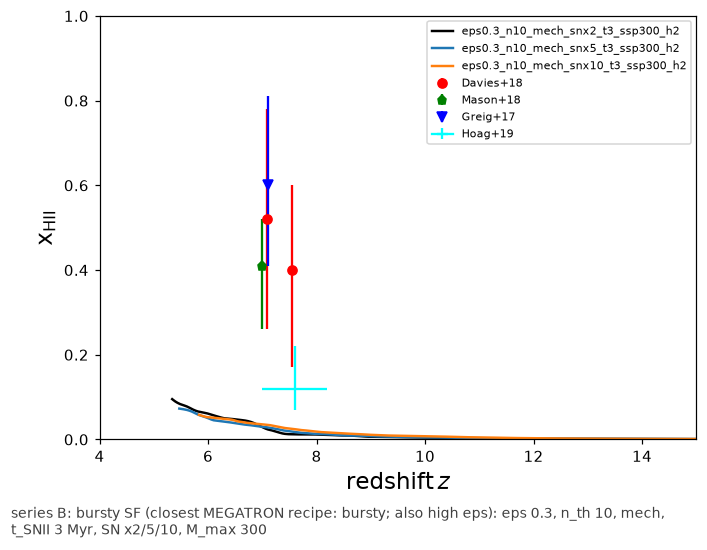 1.0
0.8
0.6
0.4
0.2
0.0
x_HII
4 6 8 10 12 14
redshift z
eps0.3_n10_mech_snx2_t3_ssp300_h2
eps0.3_n10_mech_snx5_t3_ssp300_h2
eps0.3_n10_mech_snx10_t3_ssp300_h2
Davies+18
Mason+18
Greig+17
Hoag+19
series B: bursty SF (closest MEGATRON recipe: bursty; also high eps): eps 0.3, n_th 10, mech,
t_SNII 3 Myr, SN x2/5/10, M_max 300